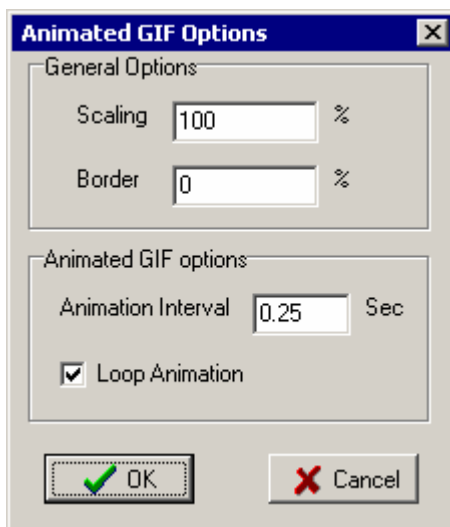 Animated GIF Options
General Options
Scaling 100 %
Border 0 %
Animated GIF options
Animation Interval 0.25 Sec
Loop Animation
OK Cancel